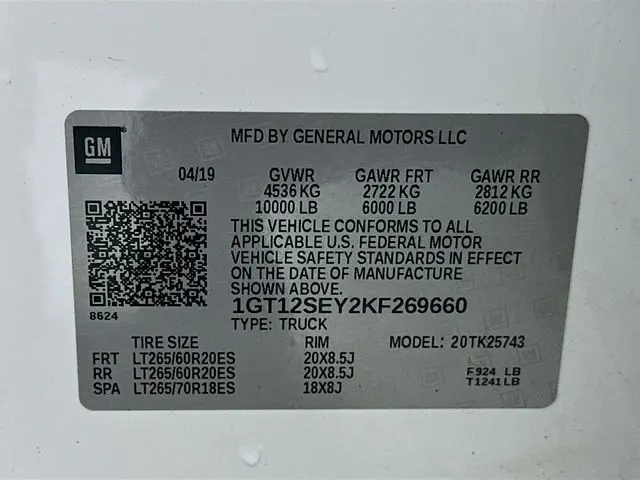 GM
MFD BY GENERAL MOTORS LLC
04/19 GVWR GAWR FRT GAWR RR
4536 KG 2722 KG 2812 KG
10000 LB 6000 LB 6200 LB
THIS VEHICLE CONFORMS TO ALL
APPLICABLE U.S. FEDERAL MOTOR
VEHICLE SAFETY STANDARDS IN EFFECT
ON THE DATE OF MANUFACTURE
SHOWN ABOVE.
8624
1GT12SEY2KF269660
TYPE: TRUCK
TIRE SIZE RIM MODEL: 20TK25743
FRT LT265/60R20ES 20X8.5J
RR LT265/60R20ES 20X8.5J F924 LB
SPA LT265/70R18ES 18X8J T1241LB